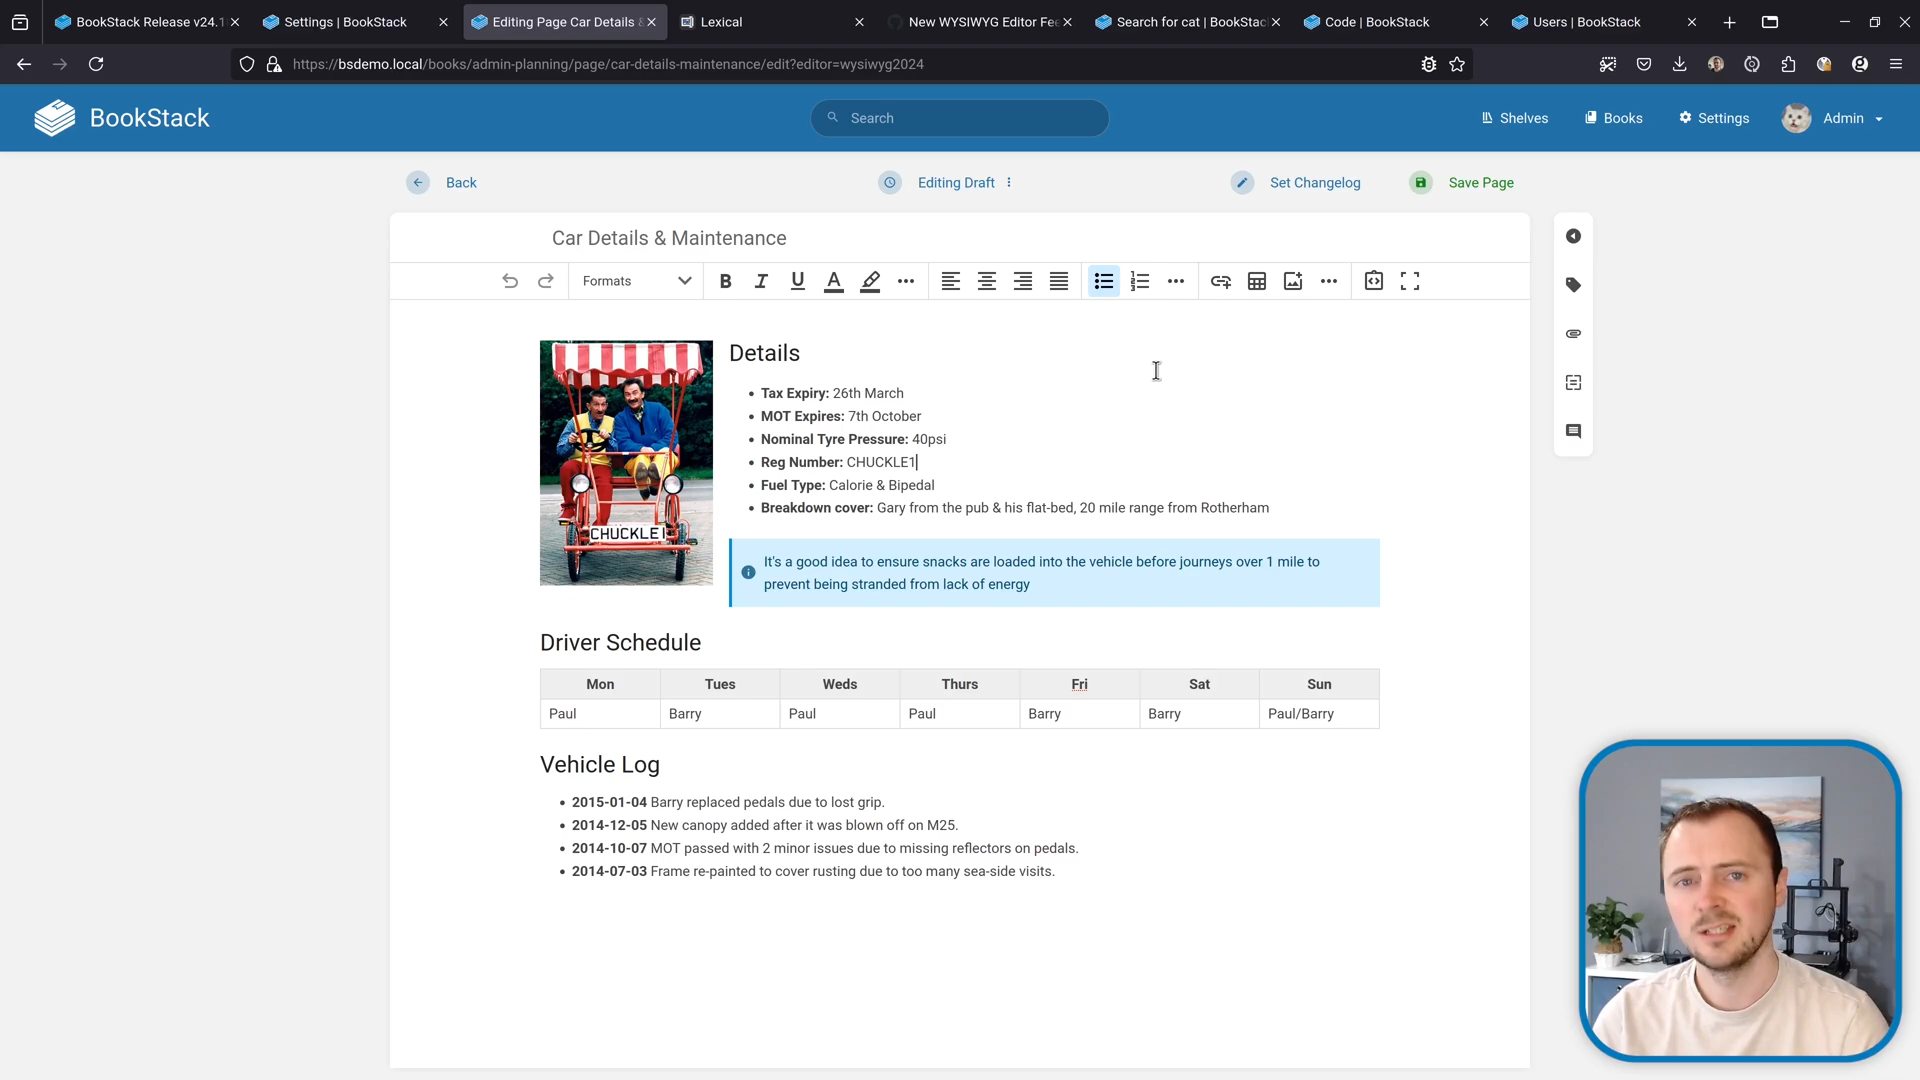 BookStack Release v24.1
Settings | BookStack
Editing Page Car Details &
Lexical
New WYSIWYG Editor Fee
Search for cat | BookStac
Code | BookStack
Users | BookStack
https://bsdemo.local/books/admin-planning/page/car-details-maintenance/edit?editor=wysiwyg2024
BookStack
Search
Shelves
Books
Settings
Admin
Back
Editing Draft
Set Changelog
Save Page
Car Details & Maintenance
Formats
B I U A
Details
Tax Expiry: 26th March
MOT Expires: 7th October
Nominal Tyre Pressure: 40psi
Reg Number: CHUCKLE1
Fuel Type: Calorie & Bipedal
Breakdown cover: Gary from the pub & his flat-bed, 20 mile range from Rotherham
CHUCKLE1
It's a good idea to ensure snacks are loaded into the vehicle before journeys over 1 mile to
prevent being stranded from lack of energy
Driver Schedule
Mon Tues Weds Thurs Fri Sat Sun
Paul Barry Paul Paul Barry Barry Paul/Barry
Vehicle Log
2015-01-04 Barry replaced pedals due to lost grip.
2014-12-05 New canopy added after it was blown off on M25.
2014-10-07 MOT passed with 2 minor issues due to missing reflectors on pedals.
2014-07-03 Frame re-painted to cover rusting due to too many sea-side visits.